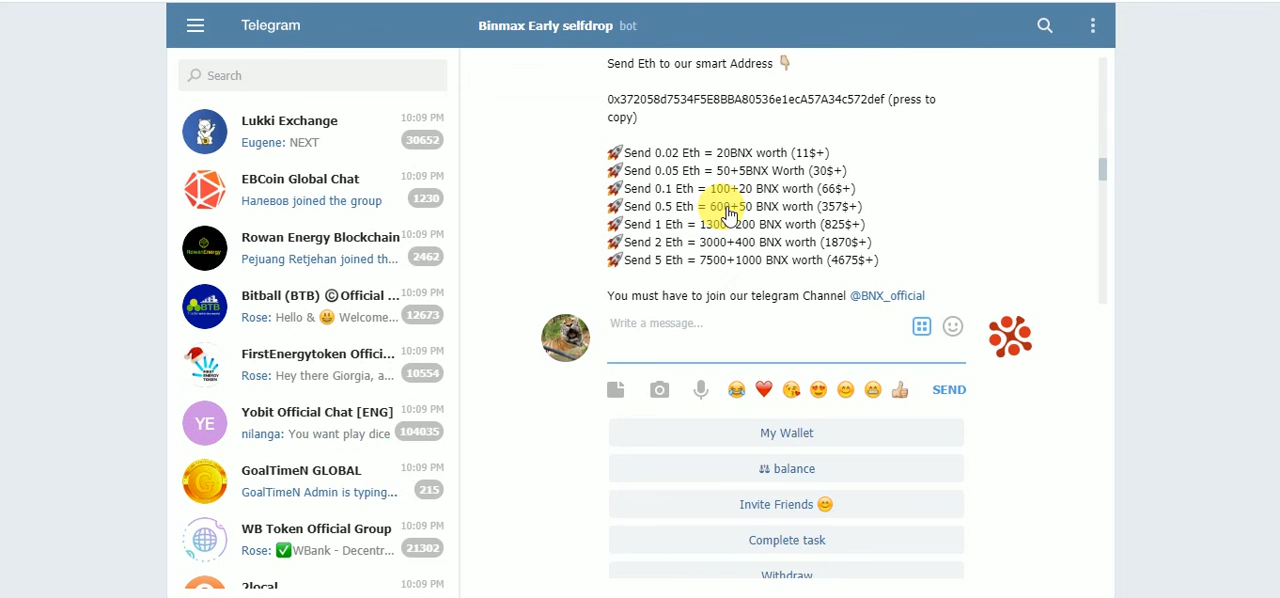 Telegram
Binmax Early selfdrop bot
Search
Lukki Exchange 10:09 PM
Eugene: NEXT 30652
EBCoin Global Chat 10:09 PM
Налевов joined the group 1230
Rowan Energy Blockchain 10:09 PM
Pejuang Retjehan joined th... 2462
Bitball (BTB) ©Official ... 10:09 PM
Rose: Hello & 😃 Welcome... 12673
FirstEnergytoken Offici... 10:09 PM
Rose: Hey there Giorgia, a... 10554
YE
Yobit Official Chat [ENG] 10:09 PM
nilanga: You want play dice 104035
GoalTimeN GLOBAL 10:09 PM
GoalTimeN Admin is typing... 215
WB Token Official Group 10:09 PM
Rose: ✅WBank - Decentr... 21302
2local 10:09 PM
Send Eth to our smart Address 👇🏻
0x372058d7534F5E8BBA80536e1ecA57A34c572def (press to
copy)
🚀Send 0.02 Eth = 20BNX worth (11$+)
🚀Send 0.05 Eth = 50+5BNX Worth (30$+)
🚀Send 0.1 Eth = 100+20 BNX worth (66$+)
🚀Send 0.5 Eth = 600+50 BNX worth (357$+)
🚀Send 1 Eth = 1300+200 BNX worth (825$+)
🚀Send 2 Eth = 3000+400 BNX worth (1870$+)
🚀Send 5 Eth = 7500+1000 BNX worth (4675$+)
You must have to join our telegram Channel @BNX_official
Write a message...
SEND
My Wallet
⚖ balance
Invite Friends 😊
Complete task
Withdraw